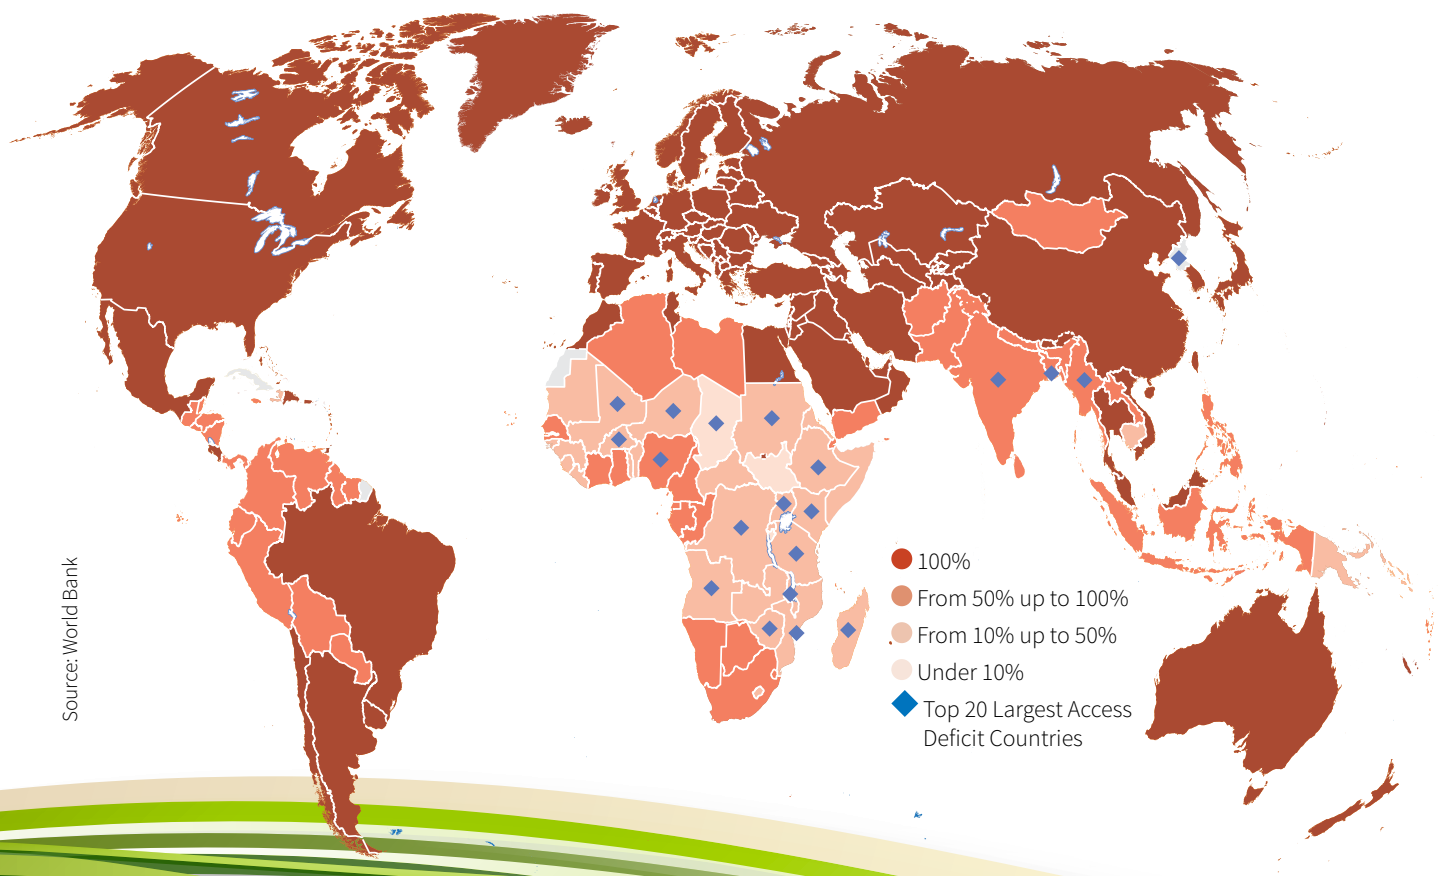 100%
From 50% up to 100%
From 10% up to 50%
Under 10%
Top 20 Largest Access
Deficit Countries
Source: World Bank